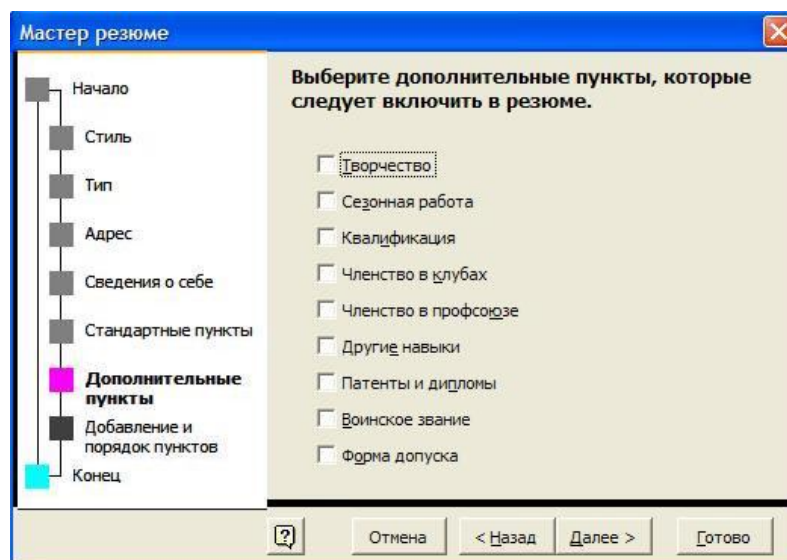 Мастер резюме
Начало
Стиль
Тип
Адрес
Сведения о себе
Стандартные пункты
Дополнительные
пункты
Добавление и
порядок пунктов
Конец
Выберите дополнительные пункты, которые
следует включить в резюме.
Творчество
Сезонная работа
Квалификация
Членство в клубах
Членство в профсоюзе
Другие навыки
Патенты и дипломы
Воинское звание
Форма допуска
?
Отмена
< Назад
Далее >
Готово